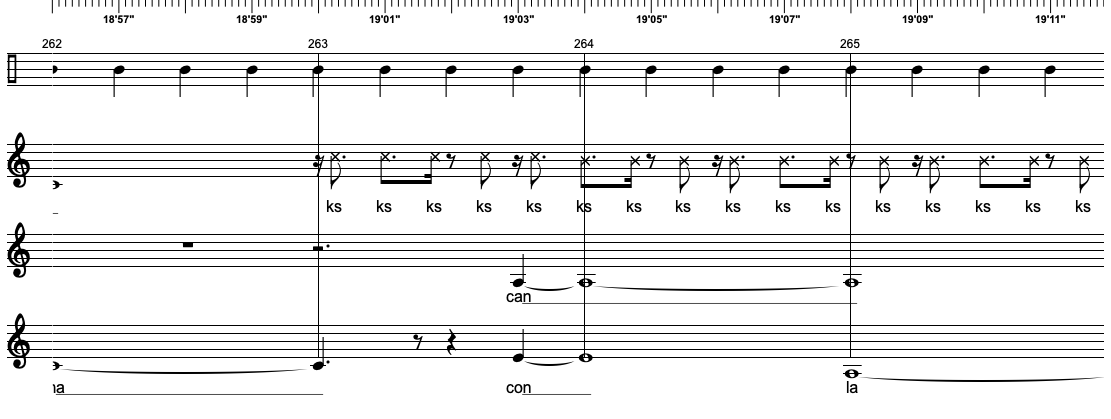 18'57" 18'59" 19'01" 19'03" 19'05" 19'07" 19'09" 19'11"
262 263 264 265
ks ks ks ks ks ks ks ks ks ks ks ks ks ks ks ks
can
con la